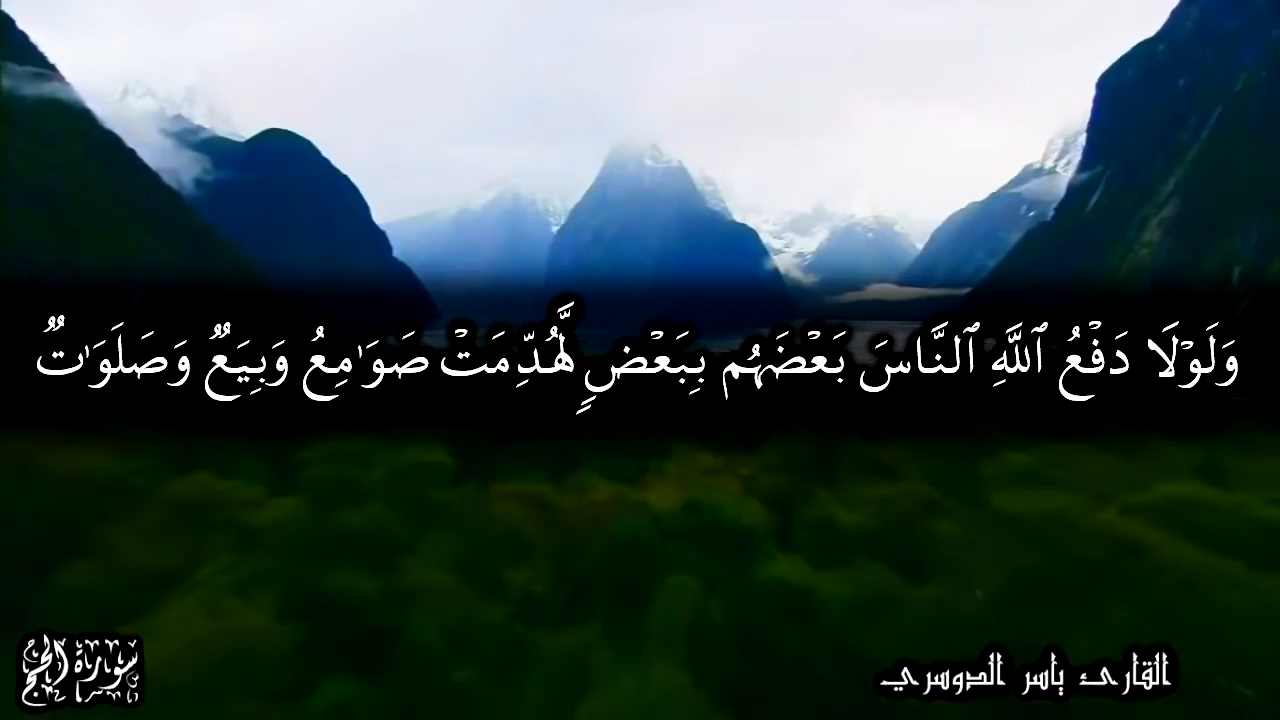 وَلَوْلَا دَفْعُ ٱللَّهِ ٱلنَّاسَ بَعْضَهُم بِبَعْضٍ لَّهُدِّمَتْ صَوَٰمِعُ وَبِيَعٌ وَصَلَوَٰتٌ
سورة الحج
القارئ ياسر الدوسري